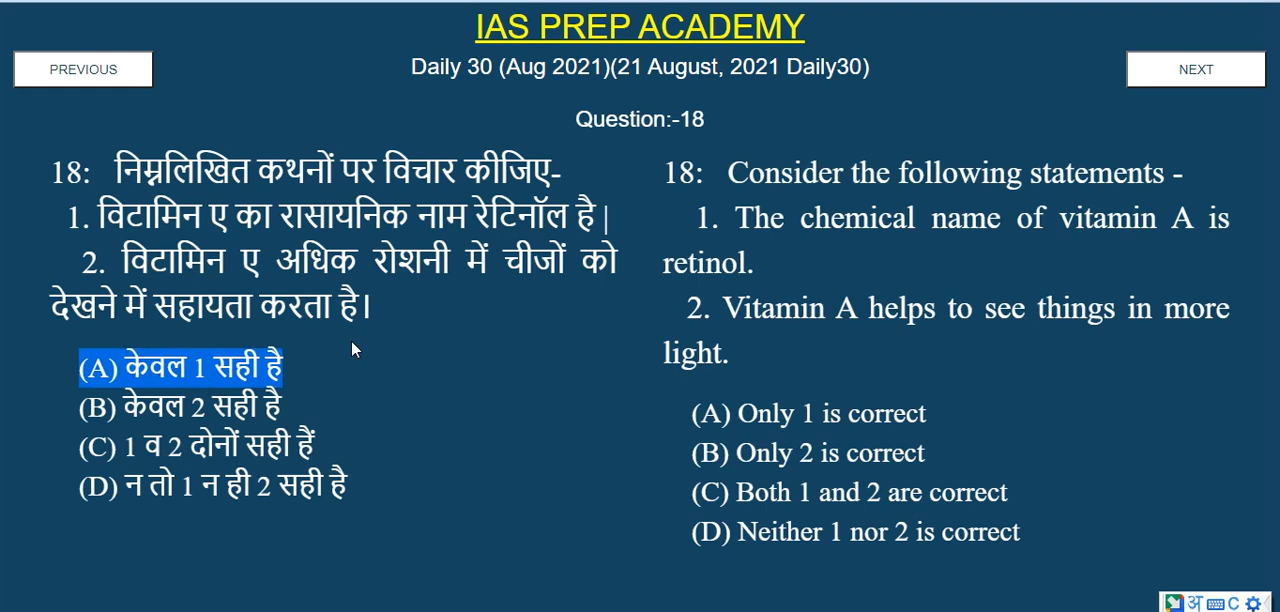 IAS PREP ACADEMY
PREVIOUS
Daily 30 (Aug 2021)(21 August, 2021 Daily30)
NEXT
Question:-18
18: निम्नलिखित कथनों पर विचार कीजिए-
1. विटामिन ए का रासायनिक नाम रेटिनॉल है|
2. विटामिन ए अधिक रोशनी में चीजों को
देखने में सहायता करता है।
(A) केवल 1 सही है
(B) केवल 2 सही है
(C) 1 व 2 दोनों सही हैं
(D) न तो 1 न ही 2 सही है
18: Consider the following statements -
1. The chemical name of vitamin A is
retinol.
2. Vitamin A helps to see things in more
light.
(A) Only 1 is correct
(B) Only 2 is correct
(C) Both 1 and 2 are correct
(D) Neither 1 nor 2 is correct
अ C